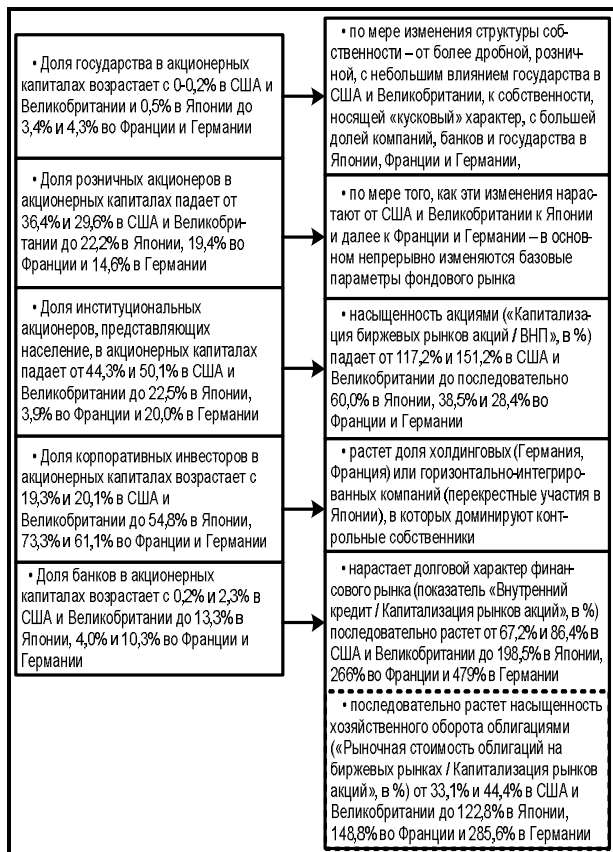 • Доля государства в акционерных
капиталах возрастает с 0-0,2% в США и
Великобритании и 0,5% в Японии до
3,4% и 4,3% во Франции и Германии
• Доля розничных акционеров в
акционерных капиталах падает от
36,4% и 29,6% в США и Великобри-
тании до 22,2% в Японии, 19,4% во
Франции и 14,6% в Германии
• Доля институциональных
акционеров, представляющих
население, в акционерных капиталах
падает от 44,3% и 50,1% в США и
Великобритании до 22,5% в Японии,
3,9% во Франции и 20,0% в Германии
• Доля корпоративных инвесторов в
акционерных капиталах возрастает с
19,3% и 20,1% в США и
Великобритании до 54,8% в Японии,
73,3% и 61,1% во Франции и Германии
• Доля банков в акционерных
капиталах возрастает с 0,2% и 2,3% в
США и Великобритании до 13,3% в
Японии, 4,0% и 10,3% во Франции и
Германии
• по мере изменения структуры соб-
ственности – от более дробной, розни-
чной, с небольшим влиянием государства в
США и Великобритании, к собственности,
носящей «кусковый» характер, с большей
долей компаний, банков и государства в
Японии, Франции и Германии,
• по мере того, как эти изменения нарас-
тают от США и Великобритании к Японии
и далее к Франции и Германии – в основ-
ном непрерывно изменяются базовые
параметры фондового рынка
• насыщенность акциями («Капитализа-
ция биржевых рынков акций / ВНП», в %)
падает от 117,2% и 151,2% в США и
Великобритании до последовательно
60,0% в Японии, 38,5% и 28,4% во
Франции и Германии
• растет доля холдинговых (Германия,
Франция) или горизонтально-интегриро-
ванных компаний (перекрестные участия в
Японии), в которых доминируют конт-
рольные собственники
• нарастает долговой характер финан-
сового рынка (показатель «Внутренний
кредит / Капитализация рынков акций», в %)
последовательно растет от 67,2% и 86,4% в
США и Великобритании до 198,5% в Японии,
266% во Франции и 479% в Германии
• последовательно растет насыщенность
хозяйственного оборота облигациями
(«Рыночная стоимость облигаций на
биржевых рынках / Капитализация рынков
акций», в %) от 33,1% и 44,4% в США и
Великобритании до 122,8% в Японии,
148,8% во Франции и 285,6% в Германии